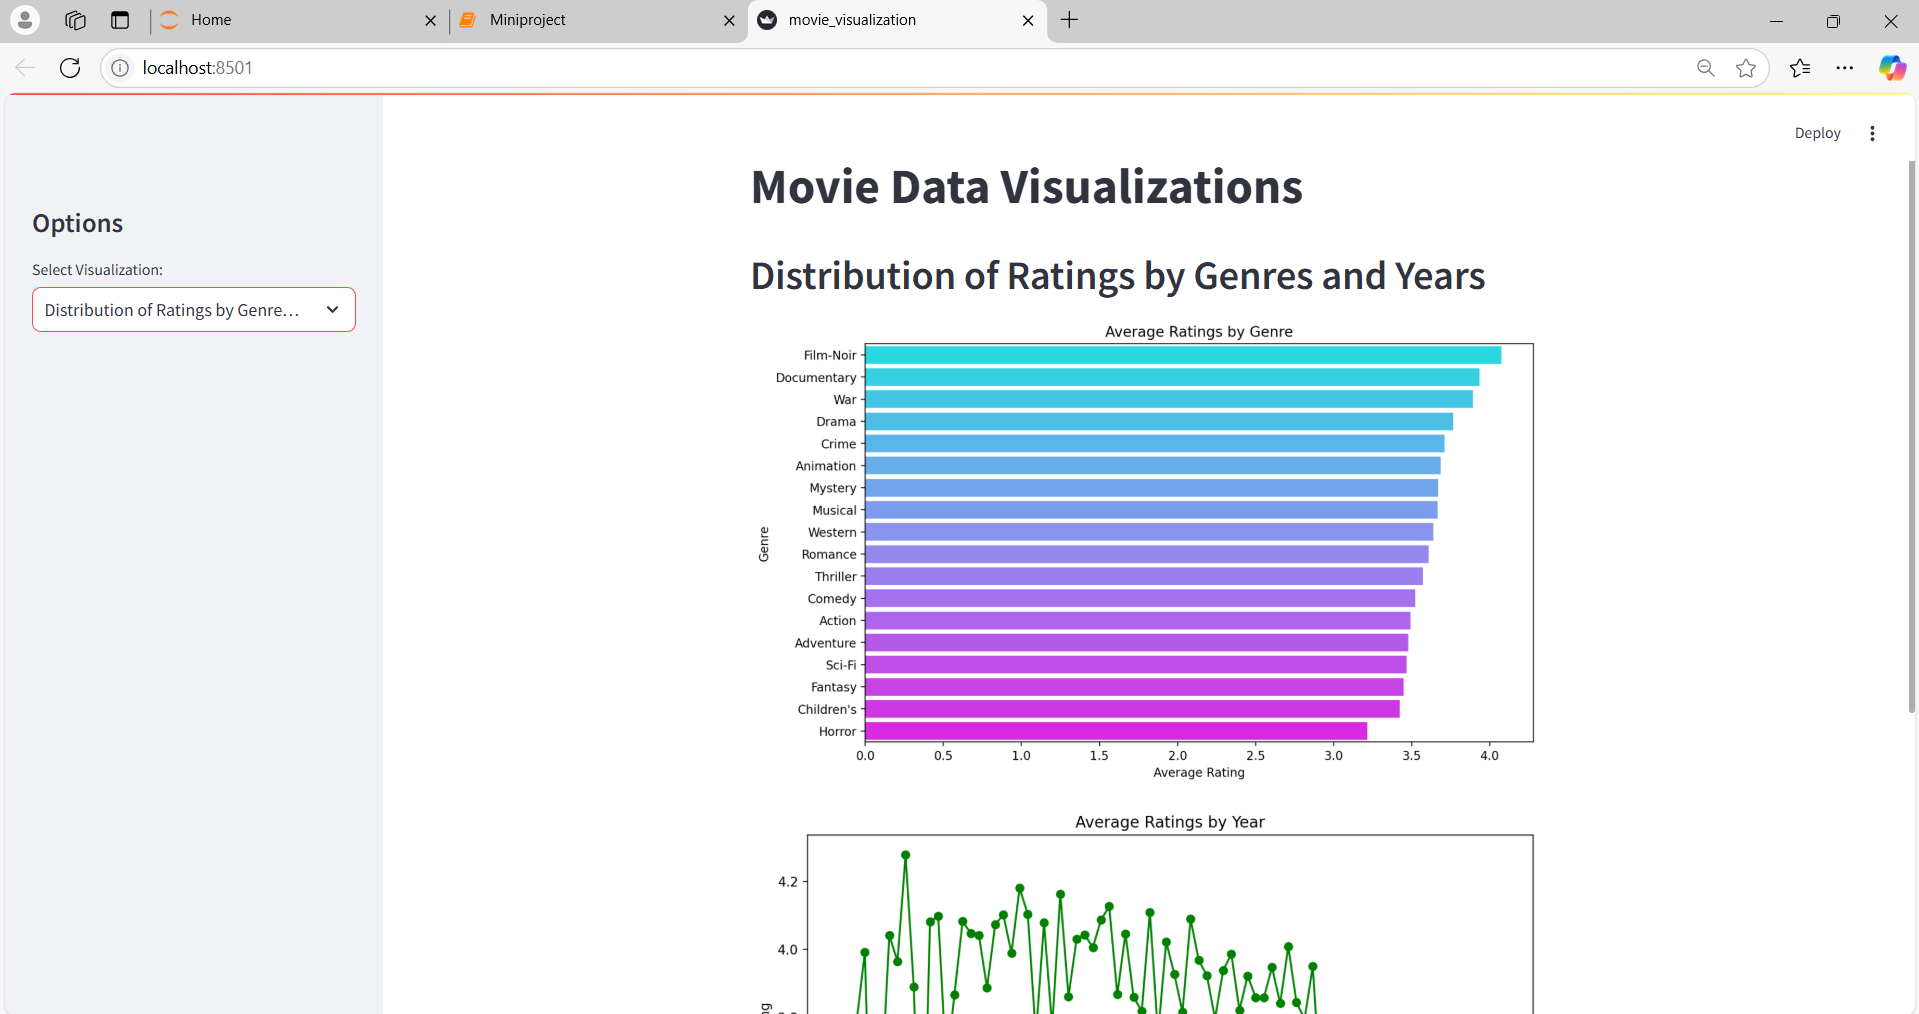 Home
Miniproject
movie_visualization
localhost:8501
Deploy
Movie Data Visualizations
Options
Select Visualization:
Distribution of Ratings by Genre...
Distribution of Ratings by Genres and Years
Average Ratings by Genre
Genre
Film-Noir
Documentary
War
Drama
Crime
Animation
Mystery
Musical
Western
Romance
Thriller
Comedy
Action
Adventure
Sci-Fi
Fantasy
Children's
Horror
0.0 0.5 1.0 1.5 2.0 2.5 3.0 3.5 4.0
Average Rating
Average Ratings by Year
4.2
4.0